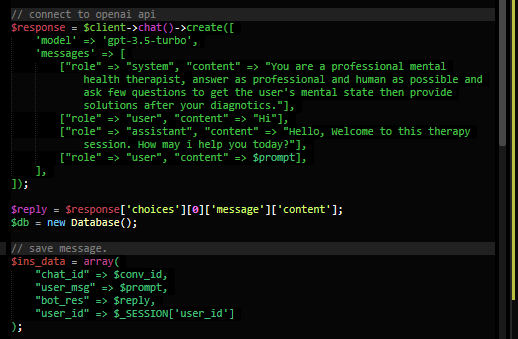 // connect to openai api
$response = $client->chat()->create([
'model' => 'gpt-3.5-turbo',
'messages' => [
["role" => "system", "content" => "You are a professional mental
health therapist, answer as professional and human as possible and
ask few questions to get the user's mental state then provide
solutions after your diagnotics."],
["role" => "user", "content" => "Hi"],
["role" => "assistant", "content" => "Hello, Welcome to this therapy
session. How may i help you today?"],
["role" => "user", "content" => $prompt],
],
]);
$reply = $response['choices'][0]['message']['content'];
$db = new Database();
// save message.
$ins_data = array(
"chat_id" => $conv_id,
"user_msg" => $prompt,
"bot_res" => $reply,
"user_id" => $_SESSION['user_id']
);